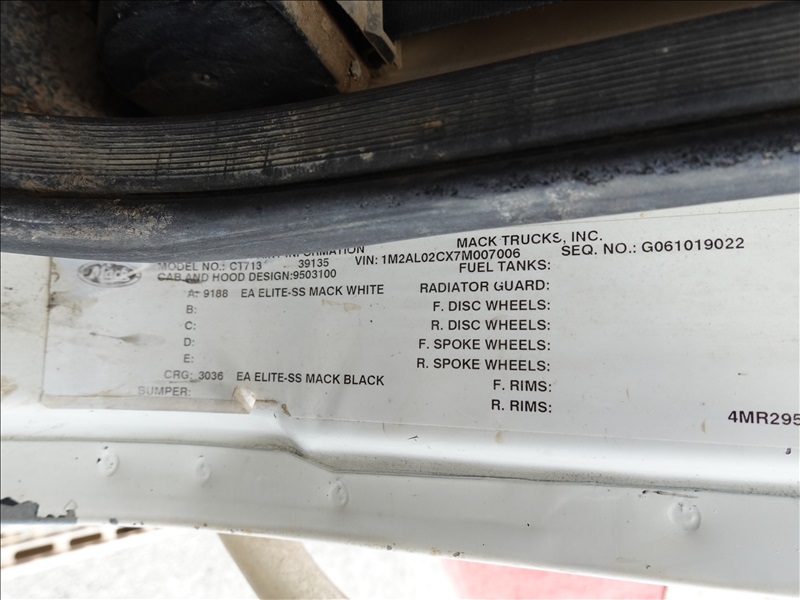 MACK TRUCKS, INC.
INFORMATION
MODEL NO.: CT713 39135 VIN: 1M2AL02CX7M007006 SEQ. NO.: G061019022
CAB AND HOOD DESIGN:9503100 FUEL TANKS:
A: 9188 EA ELITE-SS MACK WHITE RADIATOR GUARD:
B: F. DISC WHEELS:
C: R. DISC WHEELS:
D: F. SPOKE WHEELS:
E: R. SPOKE WHEELS:
CRG: 3036 EA ELITE-SS MACK BLACK F. RIMS:
BUMPER: R. RIMS:
4MR295